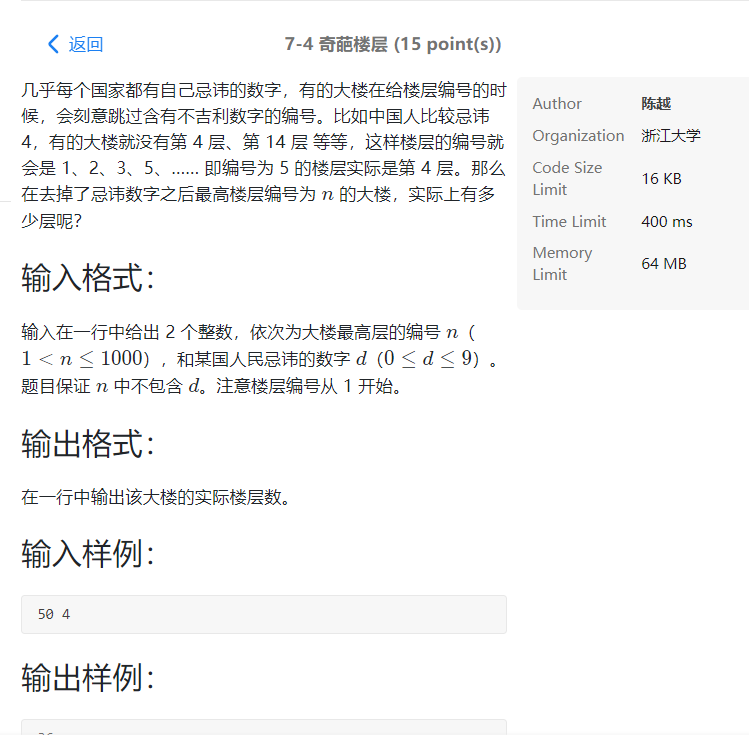 返回
7-4 奇葩楼层 (15 point(s))
几乎每个国家都有自己忌讳的数字，有的大楼在给楼层编号的时
候，会刻意跳过含有不吉利数字的编号。比如中国人比较忌讳
4，有的大楼就没有第 4 层、第 14 层 等等，这样楼层的编号就
会是 1、2、3、5、…… 即编号为 5 的楼层实际是第 4 层。那么
在去掉了忌讳数字之后最高楼层编号为 n 的大楼，实际上有多
少层呢？
输入格式：
输入在一行中给出 2 个整数，依次为大楼最高层的编号 n（
1 < n ≤ 1000），和某国人民忌讳的数字 d（0 ≤ d ≤ 9）。
题目保证 n 中不包含 d。注意楼层编号从 1 开始。
输出格式：
在一行中输出该大楼的实际楼层数。
输入样例：
50 4
输出样例：
Author 陈越
Organization 浙江大学
Code Size
Limit
16 KB
Time Limit 400 ms
Memory
Limit
64 MB